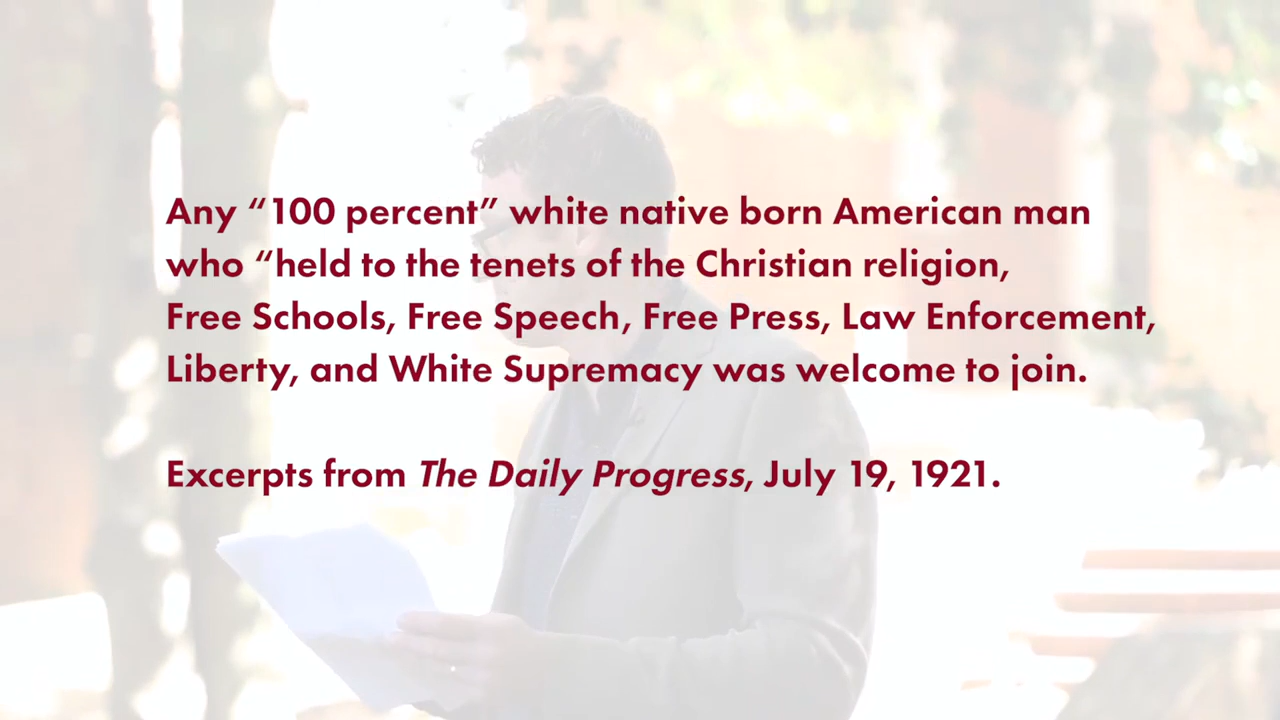 Any “100 percent” white native born American man
who “held to the tenets of the Christian religion,
Free Schools, Free Speech, Free Press, Law Enforcement,
Liberty, and White Supremacy was welcome to join.
Excerpts from The Daily Progress, July 19, 1921.